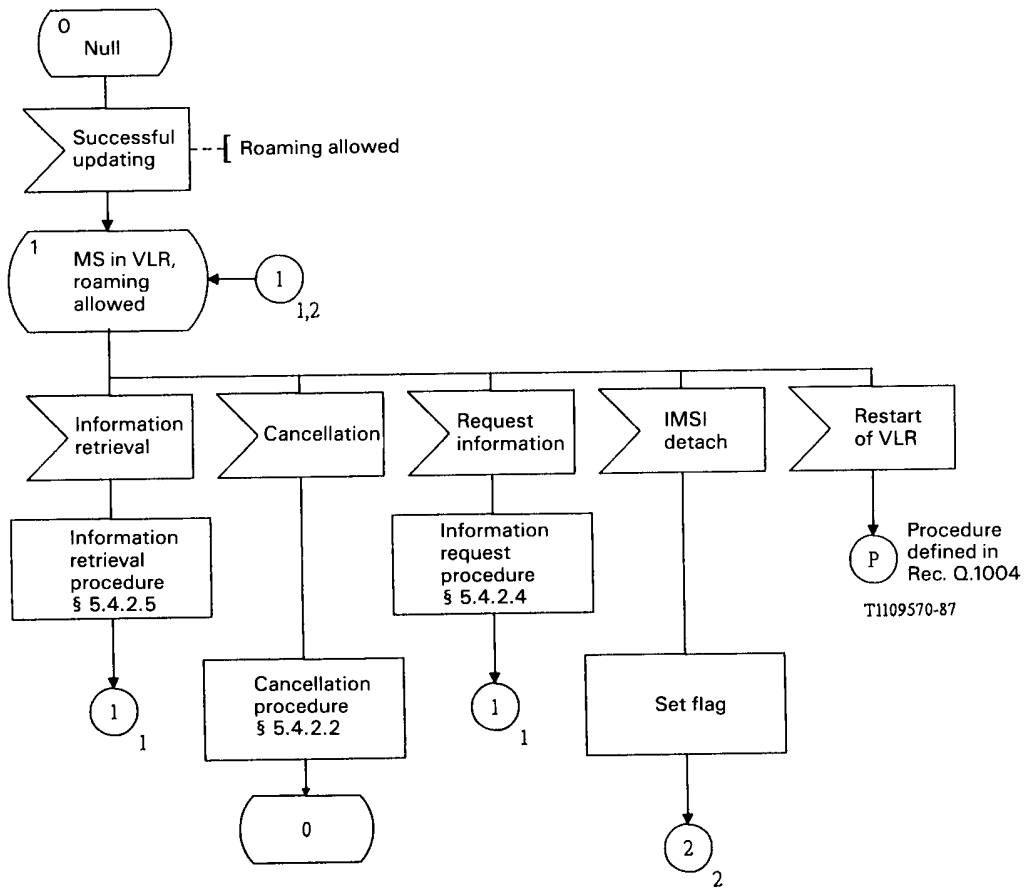 0
Null
Successful
updating
Roaming allowed
1
MS in VLR,
roaming
allowed
1
1,2
Information
retrieval
Cancellation
Request
information
IMSI
detach
Restart
of VLR
Information
retrieval
procedure
§ 5.4.2.5
Information
request
procedure
§ 5.4.2.4
P
Procedure
defined in
Rec. Q.1004
T1109570-87
Cancellation
procedure
§ 5.4.2.2
Set flag
1
1
1
1
0
2
2